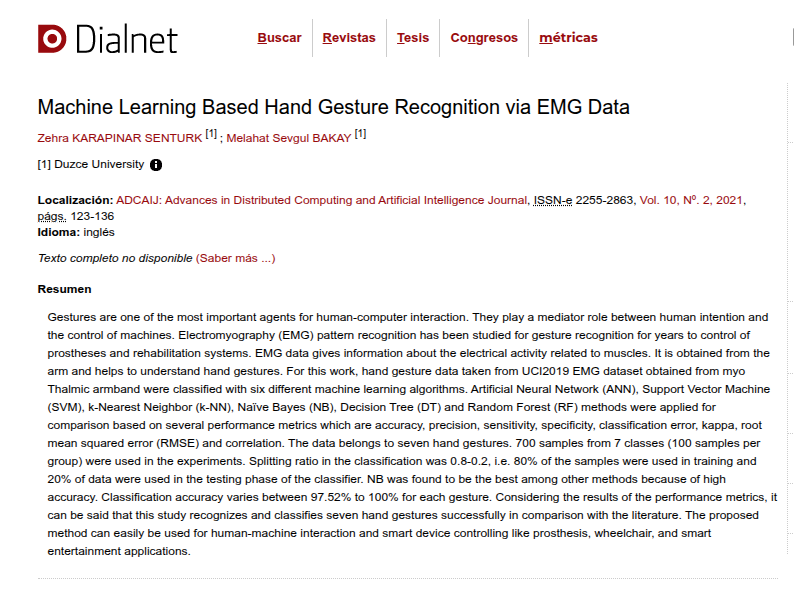 Dialnet
Buscar
Revistas
Tesis
Congresos
métricas
Machine Learning Based Hand Gesture Recognition via EMG Data
Zehra KARAPINAR SENTURK [1] ; Melahat Sevgul BAKAY [1]
[1] Duzce University
Localización: ADCAIJ: Advances in Distributed Computing and Artificial Intelligence Journal, ISSN-e 2255-2863, Vol. 10, Nº. 2, 2021,
págs. 123-136
Idioma: inglés
Texto completo no disponible (Saber más ...)
Resumen
Gestures are one of the most important agents for human-computer interaction. They play a mediator role between human intention and
the control of machines. Electromyography (EMG) pattern recognition has been studied for gesture recognition for years to control of
prostheses and rehabilitation systems. EMG data gives information about the electrical activity related to muscles. It is obtained from the
arm and helps to understand hand gestures. For this work, hand gesture data taken from UCI2019 EMG dataset obtained from myo
Thalmic armband were classified with six different machine learning algorithms. Artificial Neural Network (ANN), Support Vector Machine
(SVM), k-Nearest Neighbor (k-NN), Naïve Bayes (NB), Decision Tree (DT) and Random Forest (RF) methods were applied for
comparison based on several performance metrics which are accuracy, precision, sensitivity, specificity, classification error, kappa, root
mean squared error (RMSE) and correlation. The data belongs to seven hand gestures. 700 samples from 7 classes (100 samples per
group) were used in the experiments. Splitting ratio in the classification was 0.8-0.2, i.e. 80% of the samples were used in training and
20% of data were used in the testing phase of the classifier. NB was found to be the best among other methods because of high
accuracy. Classification accuracy varies between 97.52% to 100% for each gesture. Considering the results of the performance metrics, it
can be said that this study recognizes and classifies seven hand gestures successfully in comparison with the literature. The proposed
method can easily be used for human-machine interaction and smart device controlling like prosthesis, wheelchair, and smart
entertainment applications.